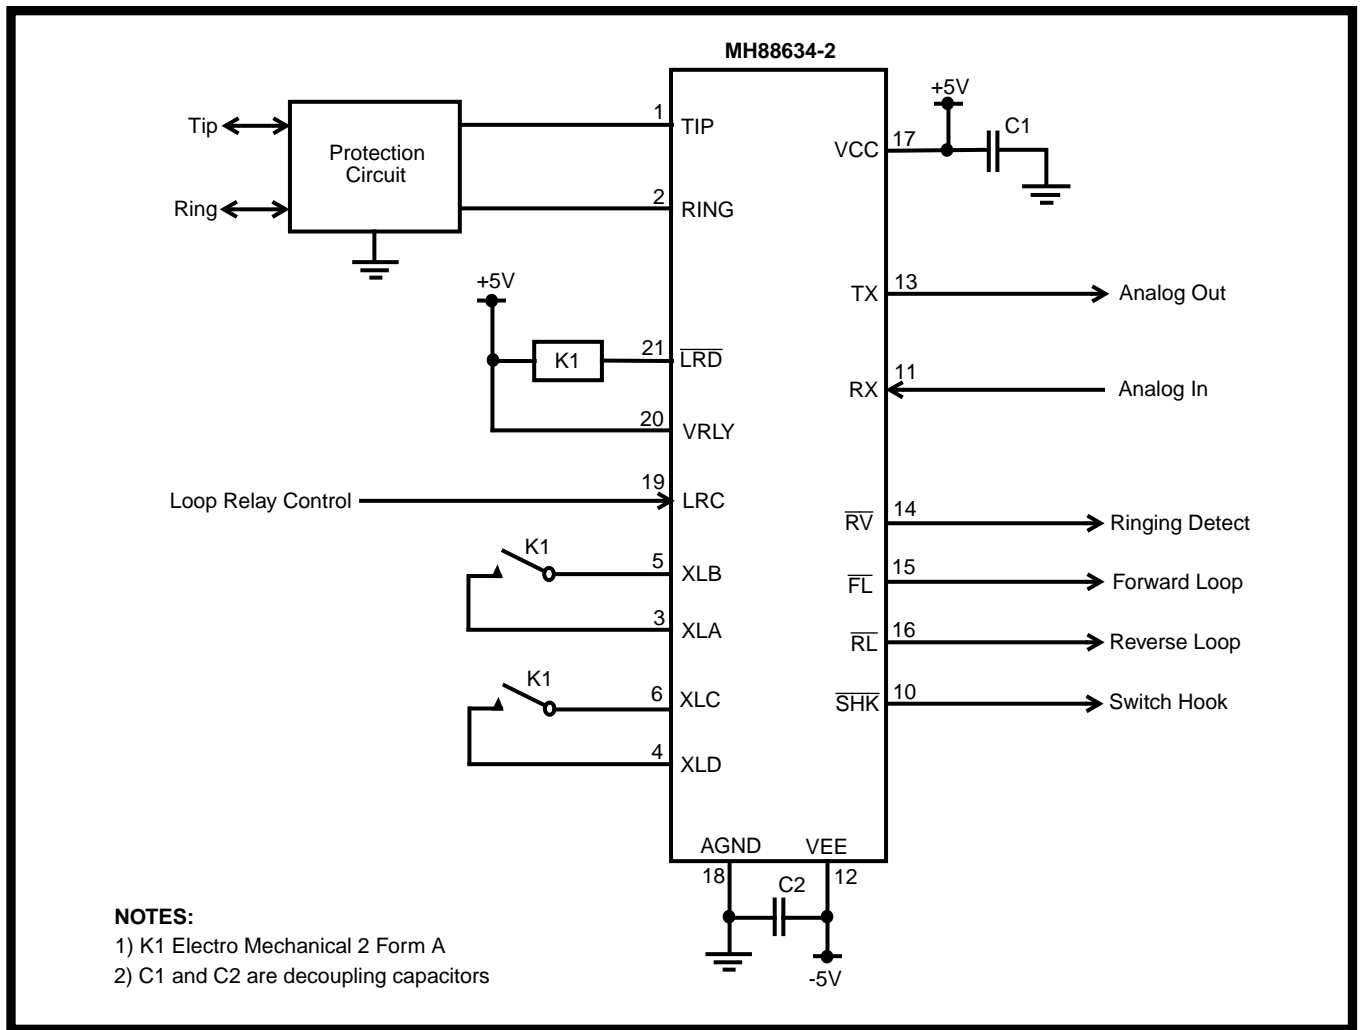 MH88634-2
Tip
Ring
Protection
Circuit
1
TIP
2
RING
+5V
K1
21
LRD
20
VRLY
Loop Relay Control
19
LRC
K1
5
XLB
3
XLA
K1
6
XLC
4
XLD
+5V
C1
VCC
17
TX
13
Analog Out
RX
11
Analog In
RV
14
Ringing Detect
FL
15
Forward Loop
RL
16
Reverse Loop
SHK
10
Switch Hook
AGND
VEE
18
C2
12
-5V
NOTES:
1) K1 Electro Mechanical 2 Form A
2) C1 and C2 are decoupling capacitors